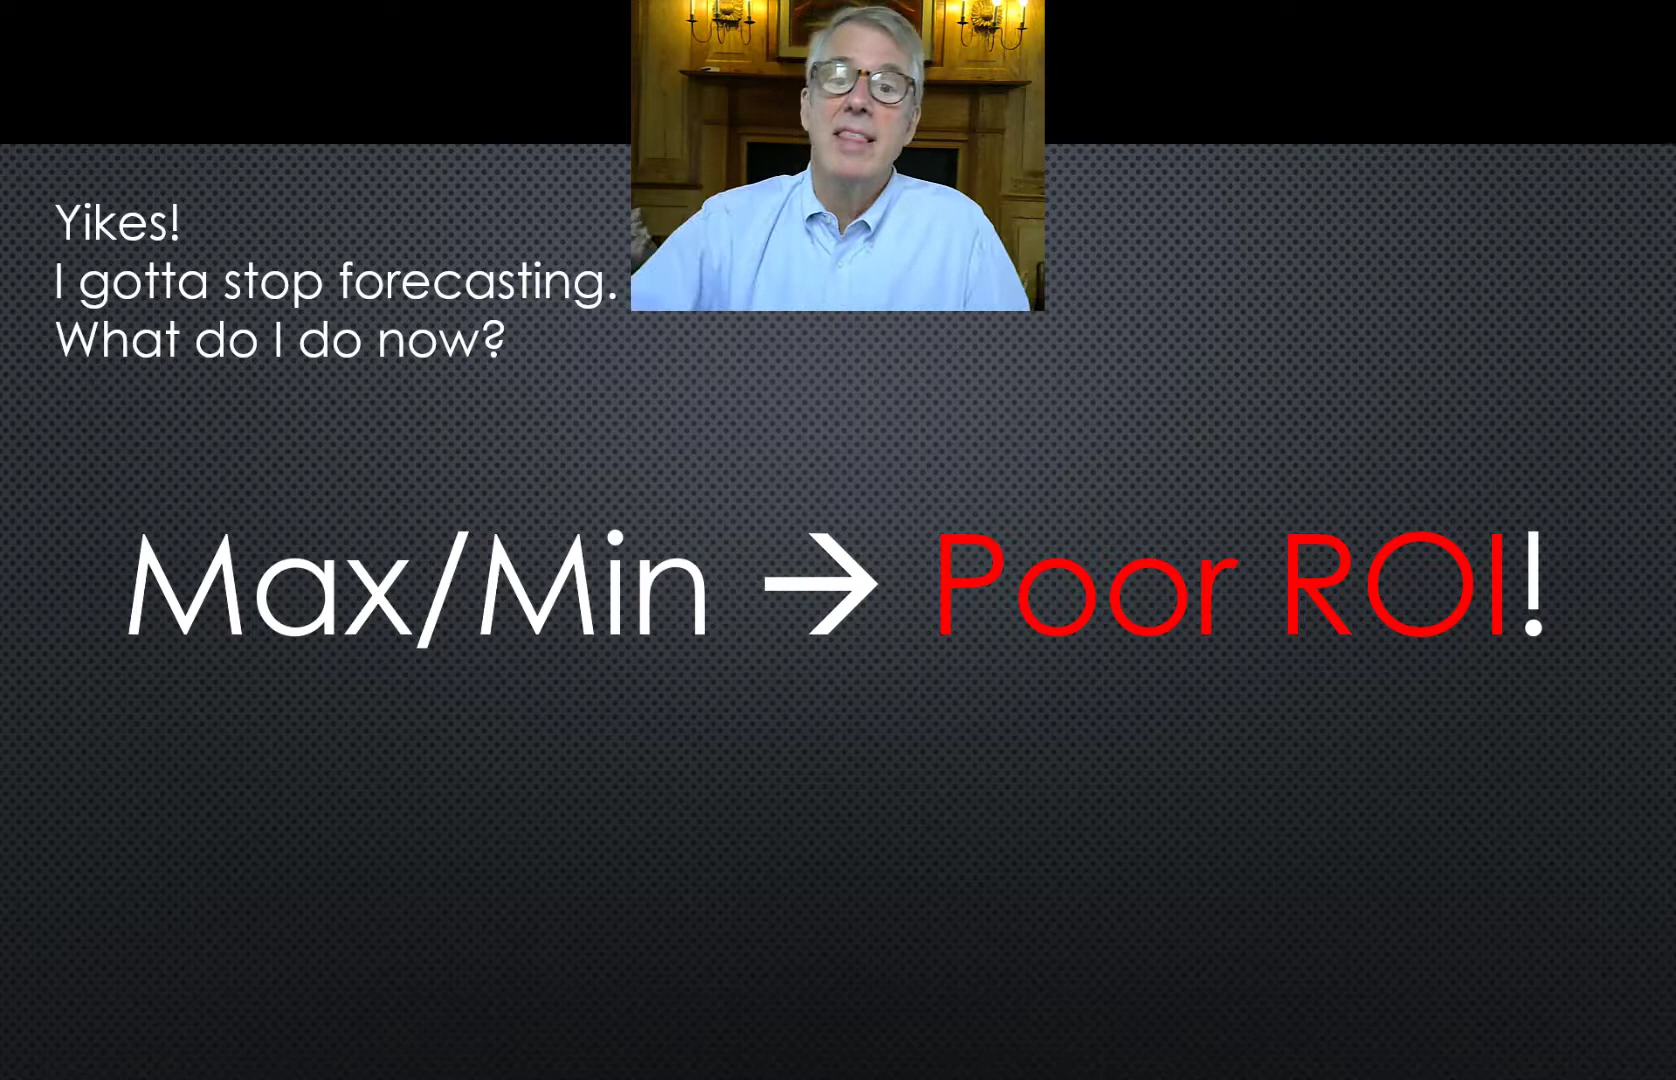 Yikes!
I gotta stop forecasting.
What do I do now?
Max/Min → Poor ROI!